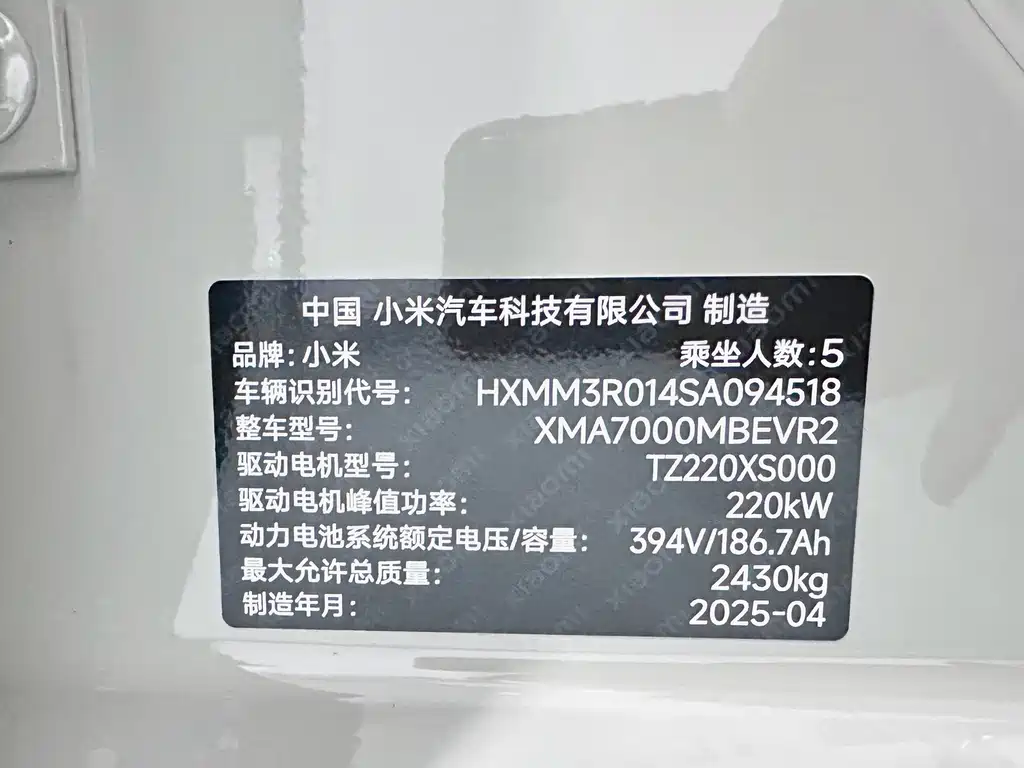 中国 小米汽车科技有限公司 制造
品牌：小米 乘坐人数：5
车辆识别代号： HXMM3R014SA094518
整车型号： XMA7000MBEVR2
驱动电机型号： TZ220XS000
驱动电机峰值功率： 220kW
动力电池系统额定电压/容量： 394V/186.7Ah
最大允许总质量： 2430kg
制造年月： 2025-04